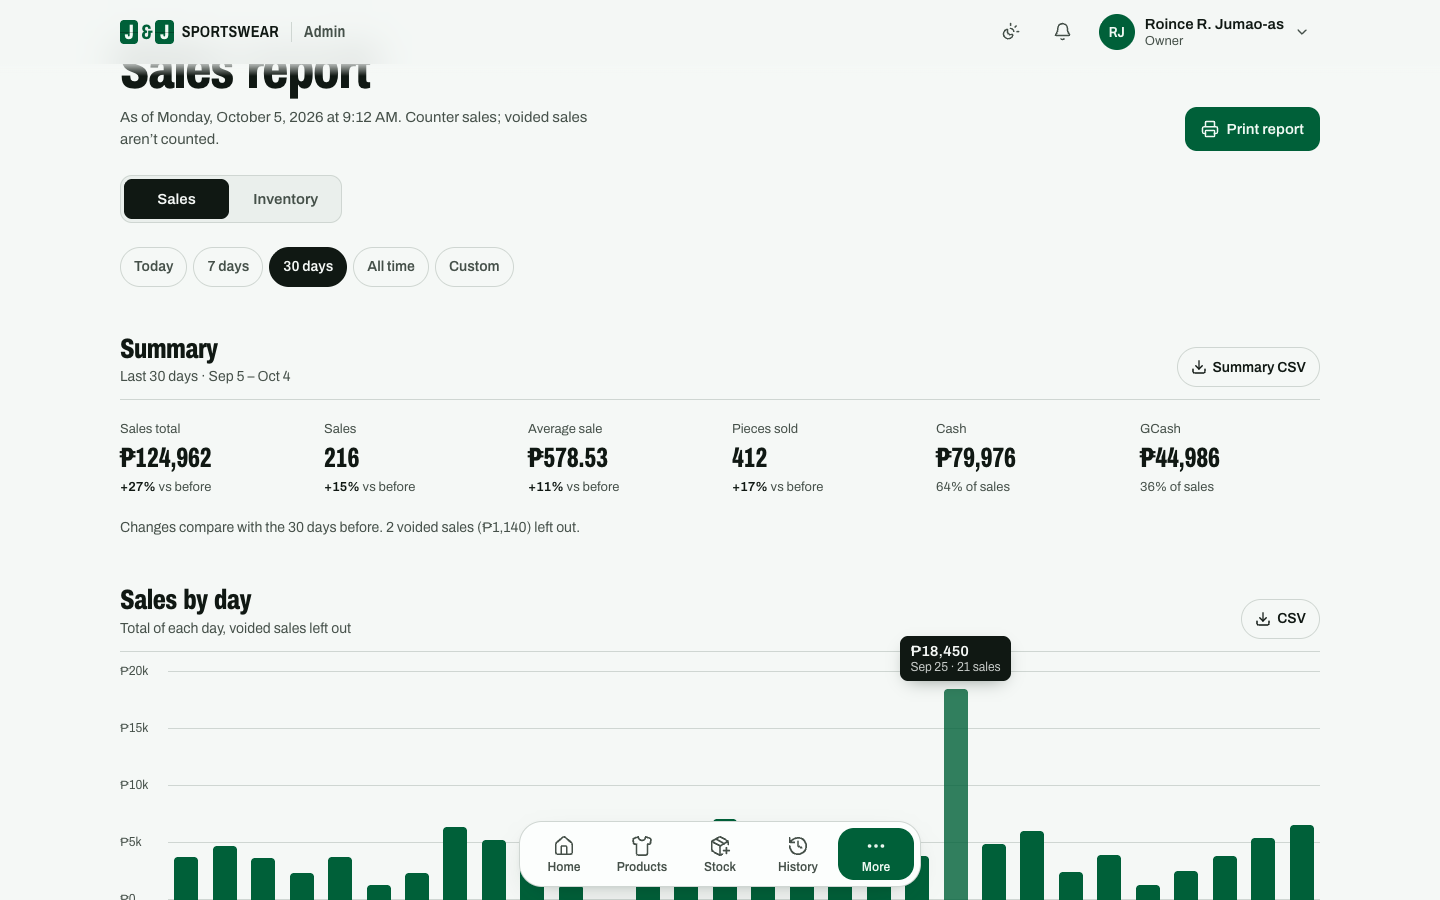 J & J SPORTSWEAR Admin
RJ
Roince R. Jumao-as
Owner
Sales report
As of Monday, October 5, 2026 at 9:12 AM. Counter sales; voided sales
aren’t counted.
Print report
Sales Inventory
Today 7 days 30 days All time Custom
Summary
Last 30 days · Sep 5 – Oct 4
Summary CSV
Sales total Sales Average sale Pieces sold Cash GCash
₱124,962 216 ₱578.53 412 ₱79,976 ₱44,986
+27% vs before +15% vs before +11% vs before +17% vs before 64% of sales 36% of sales
Changes compare with the 30 days before. 2 voided sales (₱1,140) left out.
Sales by day
Total of each day, voided sales left out
CSV
₱18,450
Sep 25 · 21 sales
₱20k
₱15k
₱10k
₱5k
₱0
Home Products Stock History More